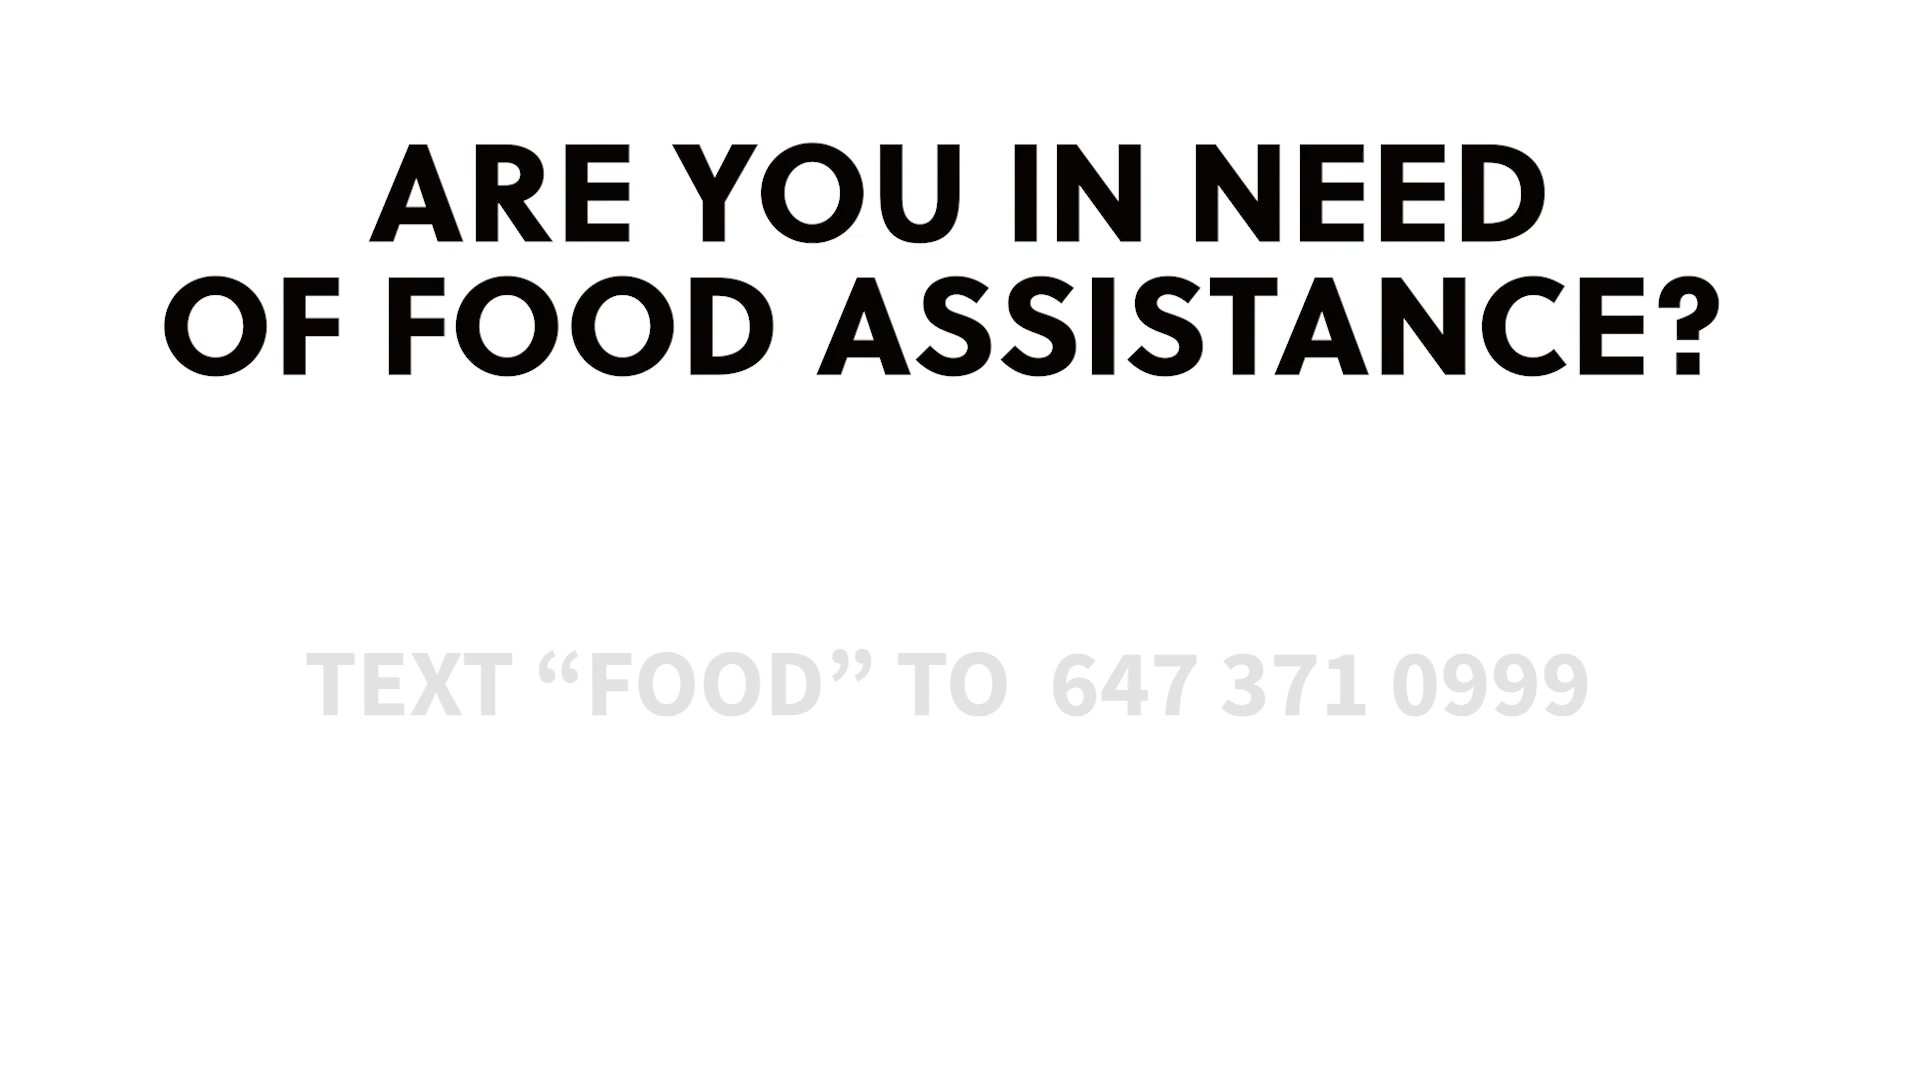 ARE YOU IN NEED
OF FOOD ASSISTANCE?
TEXT “FOOD” TO 647 371 0999